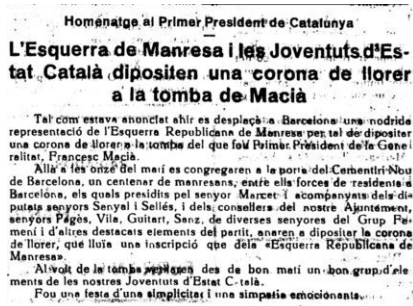 Homenatge al Primer President de Catalunya
L'Esquerra de Manresa i les Joventuts d'Es-
tat Català dipositen una corona de llorer
a la tomba de Macià
Tal com estava anunciat ahir es desplaçà a Barcelona una nodrida
representació de l'Esquerra Republicana de Manresa per tal de dipositar
una corona de llorer a la tomba del que fou Primer President de la Gene
ralitat, Francesc Macià.
Allà a les onze del matí es congregaren a la porta del Cementiri Nou
de Barcelona, un centenar de manresans, entre ells forces de residents a
Barcelona, els quals presidits pel senyor Marcet i acompanyats dels di-
putats senyors Senyal i Sellés, i dels consellers del nostre Ajuntament,
senyors Pagès, Vila, Guitart, Sanz, de diverses senyores del Grup Fe-
mení i d'altres destacats elements del partit, anaren a dipositar la corona
de llorer, que lluïa una inscripció que deia «Esquerra Republicana de
Manresa».
Al volt de la tomba des de bon matí un bon grup d'ele
ments de les nostres Joventuts d'Estat C-talà.
Fou una festa d'una simplicitat i una simpatia emocionants.